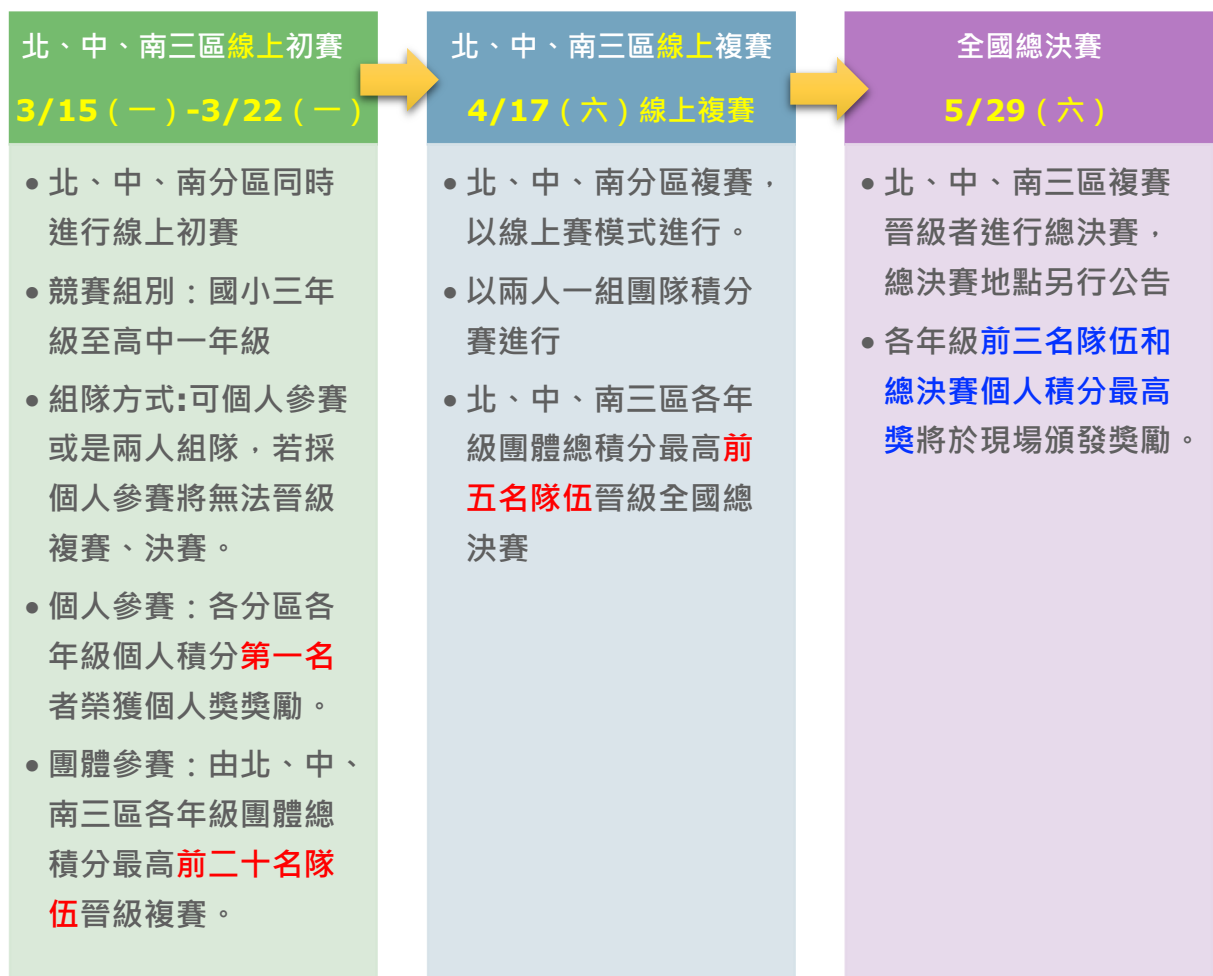 北、中、南三區線上初賽
3/15（一）-3/22（一）
• 北、中、南分區同時
進行線上初賽
• 競賽組別：國小三年
級至高中一年級
• 組隊方式:可個人參賽
或是兩人組隊，若採
個人參賽將無法晉級
複賽、決賽。
• 個人參賽：各分區各
年級個人積分第一名
者榮獲個人獎獎勵。
• 團體參賽：由北、中、
南三區各年級團體總
積分最高前二十名隊
伍晉級複賽。
北、中、南三區線上複賽
4/17（六）線上複賽
• 北、中、南分區複賽，
以線上賽模式進行。
• 以兩人一組團隊積分
賽進行
• 北、中、南三區各年
級團體總積分最高前
五名隊伍晉級全國總
決賽
全國總決賽
5/29（六）
• 北、中、南三區複賽
晉級者進行總決賽，
總決賽地點另行公告
• 各年級前三名隊伍和
總決賽個人積分最高
獎將於現場頒發獎勵。